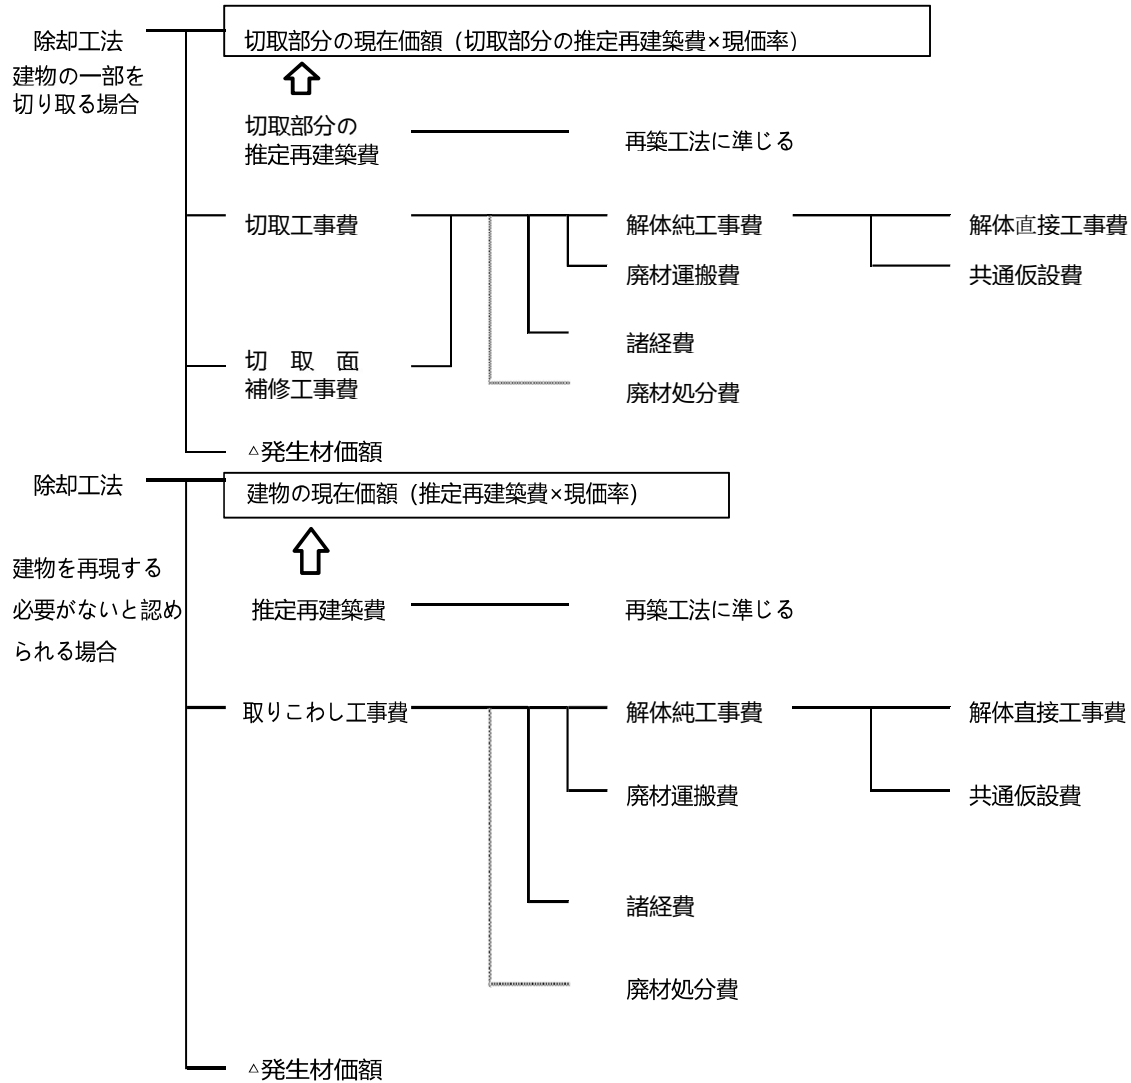 除却工法
建物の一部を
切り取る場合
切取部分の現在価額（切取部分の推定再建築費×現価率）
切取部分の
推定再建築費
再築工法に準じる
切取工事費
解体純工事費
解体直接工事費
廃材運搬費
共通仮設費
諸経費
切　取　面
補修工事費
廃材処分費
△発生材価額
除却工法
建物の現在価額（推定再建築費×現価率）
建物を再現する
必要がないと認め
られる場合
推定再建築費
再築工法に準じる
取りこわし工事費
解体純工事費
解体直接工事費
廃材運搬費
共通仮設費
諸経費
廃材処分費
△発生材価額